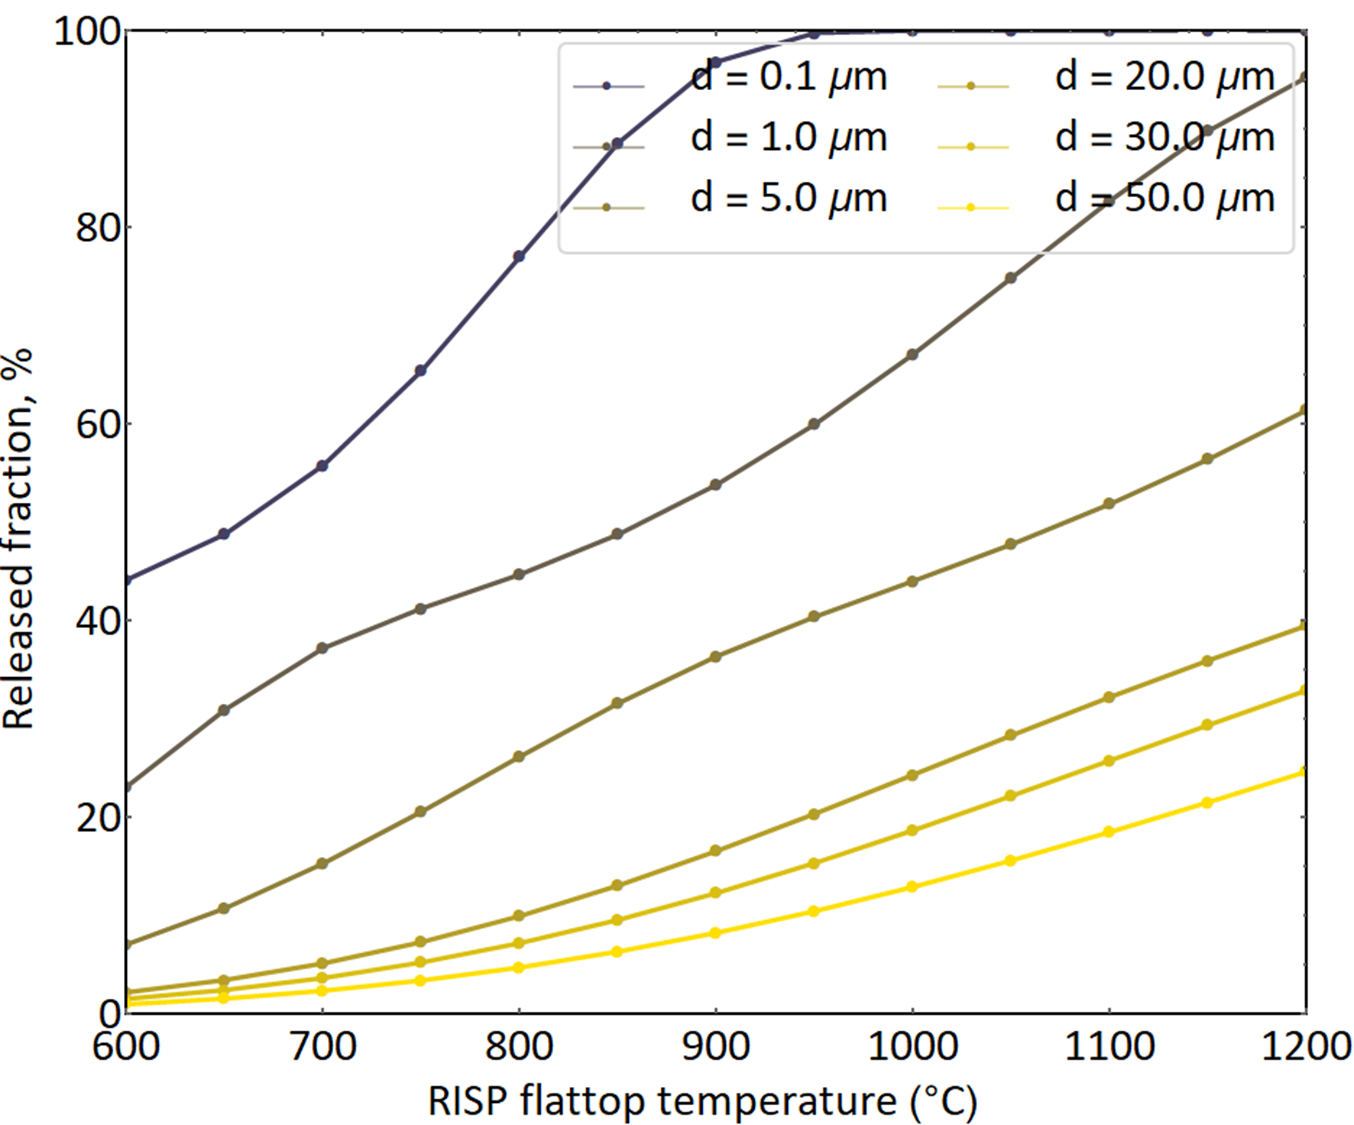 100
80
60
40
20
0
Released fraction, %
d = 0.1 μm
d = 1.0 μm
d = 5.0 μm
d = 20.0 μm
d = 30.0 μm
d = 50.0 μm
600 700 800 900 1000 1100 1200
RISP flattop temperature (°C)